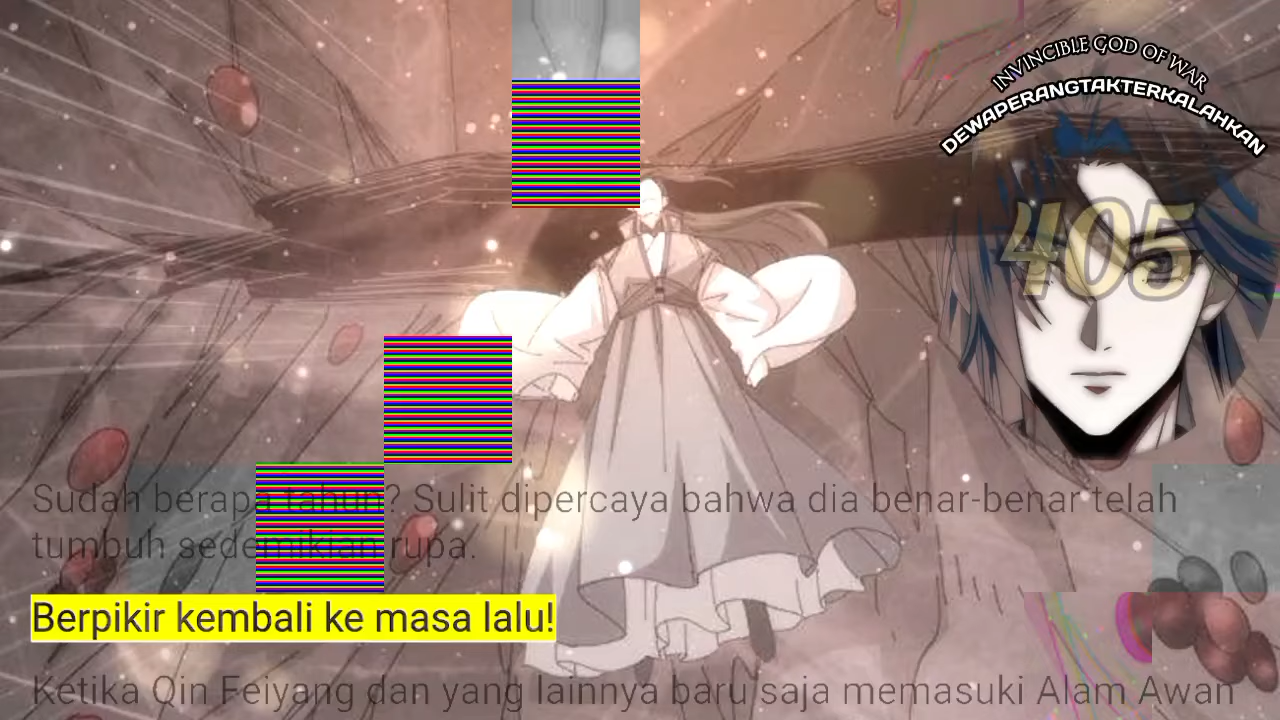 INVINCIBLE GOD OF WAR
DEWAPERANGTAKTERKALAHKAN
405
Sudah berapa tahun? Sulit dipercaya bahwa dia benar-benar telah
tumbuh sedemikian rupa.
Berpikir kembali ke masa lalu!
Ketika Qin Feiyang dan yang lainnya baru saja memasuki Alam Awan